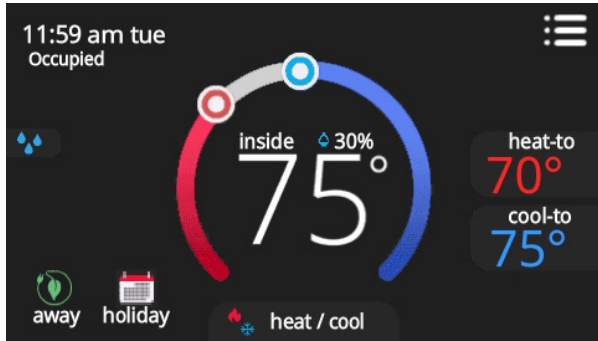 11:59 am tue
Occupied
inside 30%
75°
heat-to
70°
cool-to
75°
away
holiday
heat / cool